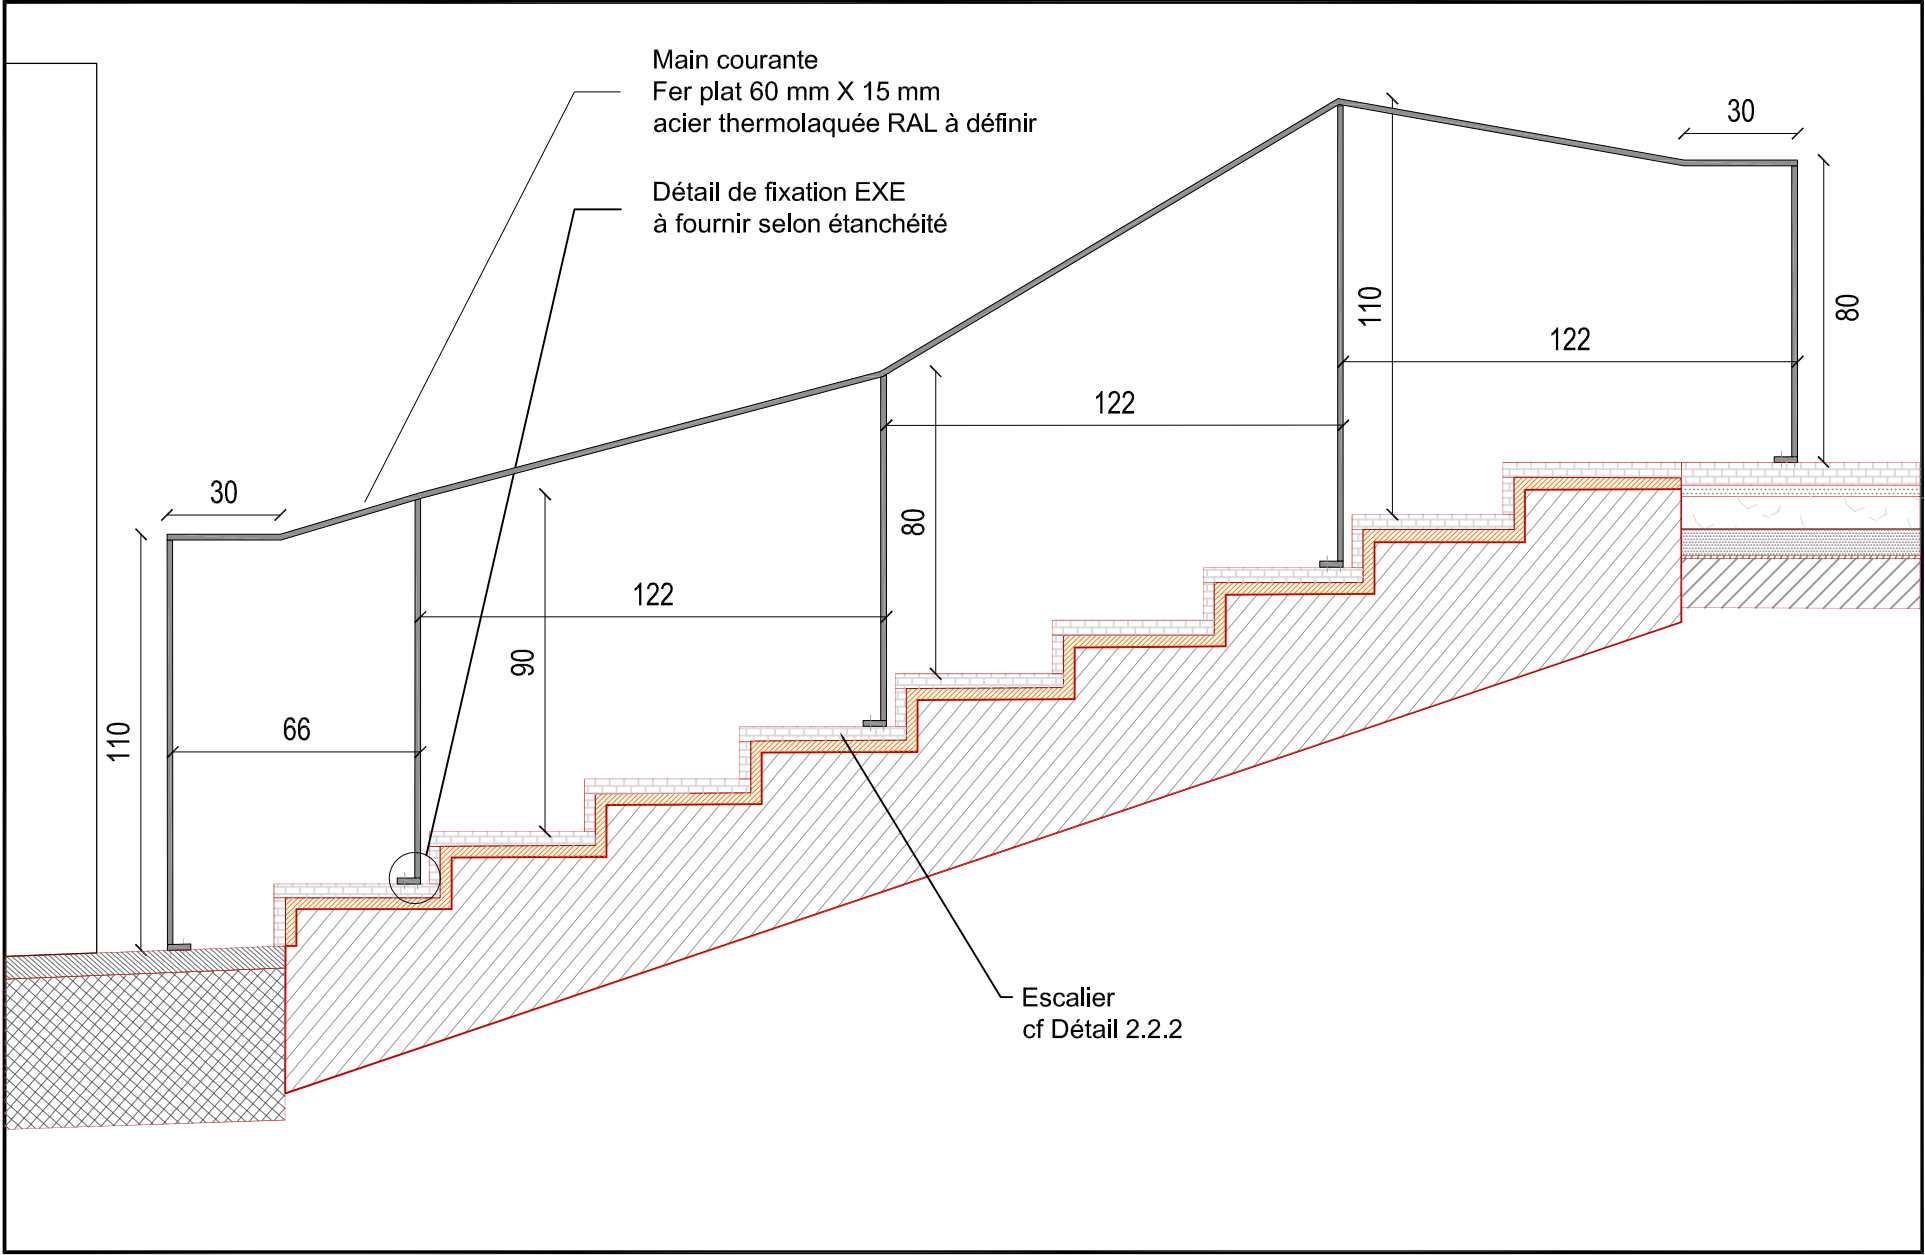 Main courante
Fer plat 60 mm X 15 mm
acier thermolaquée RAL à définir
Détail de fixation EXE
à fournir selon étanchéité
30
110
122
80
122
30
80
122
90
110
66
Escalier
cf Détail 2.2.2